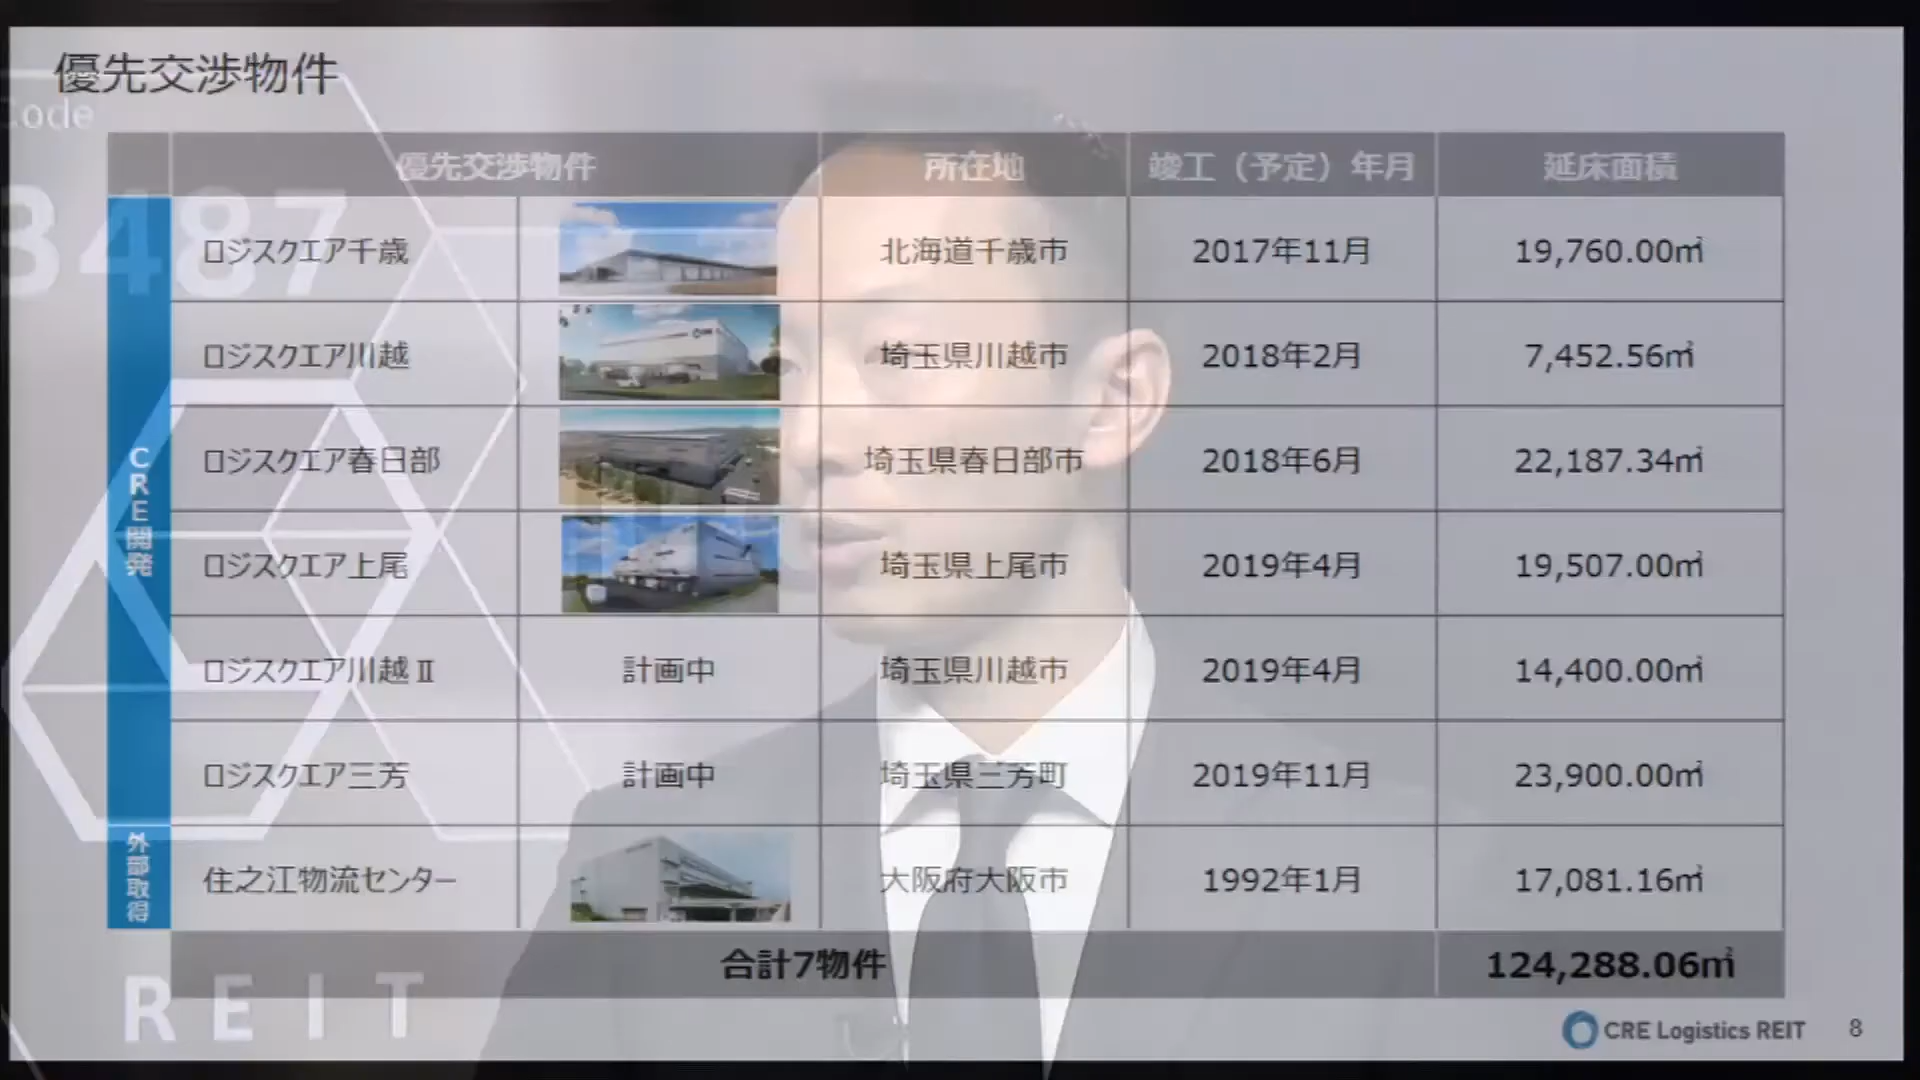 優先交渉物件
Code
3487
優先交渉物件 所在地 竣工（予定）年月 延床面積
CRE開発
ロジスクエア千歳 北海道千歳市 2017年11月 19,760.00㎡
ロジスクエア川越 埼玉県川越市 2018年2月 7,452.56㎡
ロジスクエア春日部 埼玉県春日部市 2018年6月 22,187.34㎡
ロジスクエア上尾 埼玉県上尾市 2019年4月 19,507.00㎡
ロジスクエア川越Ⅱ 計画中 埼玉県川越市 2019年4月 14,400.00㎡
ロジスクエア三芳 計画中 埼玉県三芳町 2019年11月 23,900.00㎡
外部取得
住之江物流センター 大阪府大阪市 1992年1月 17,081.16㎡
合計7物件 124,288.06㎡
REIT
CRE Logistics REIT 8